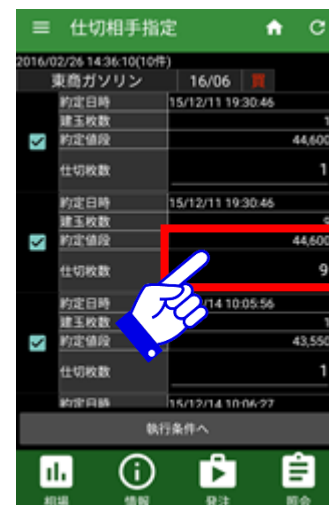 仕切相手指定
2016/02/26 14:36:10(10件)
東商ガソリン 16/06 買
約定日時 15/12/11 19:30:46
建玉枚数 1
約定値段 44,600
仕切枚数 1
約定日時 15/12/11 19:30:46
建玉枚数
約定値段 44,600
仕切枚数 9
約定日時 /14 10:05:56
建玉枚数 1
約定値段 43,550
仕切枚数 1
約定日時 15/12/14 10:06:27
執行条件へ
相場 情報 発注 照会